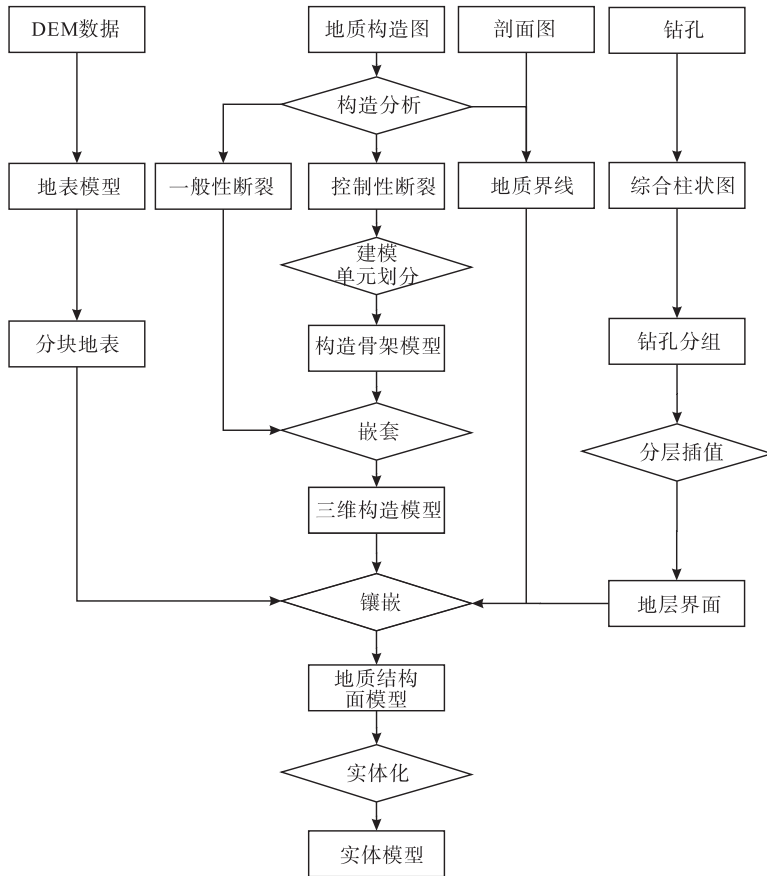 DEM数据
地质构造图
剖面图
钻孔
构造分析
地表模型
一般性断裂
控制性断裂
地质界线
综合柱状图
建模
单元划分
分块地表
构造骨架模型
钻孔分组
嵌套
分层插值
三维构造模型
镶嵌
地层界面
地质结构
面模型
实体化
实体模型